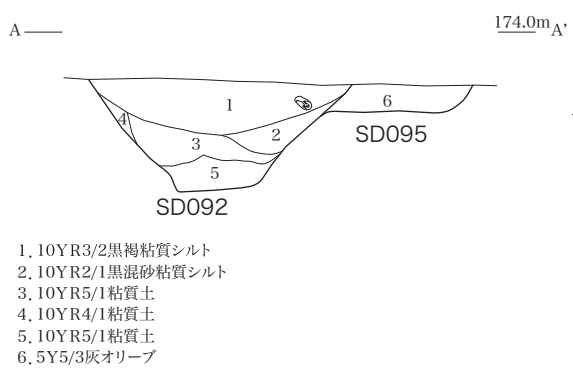 A 174.0m A’
1 6
4 2
3
5
SD095
SD092
1. 10YR3/2黒褐粘質シルト
2. 10YR2/1黒混砂粘質シルト
3. 10YR5/1粘質土
4. 10YR4/1粘質土
5. 10YR5/1粘質土
6. 5Y5/3灰オリーブ